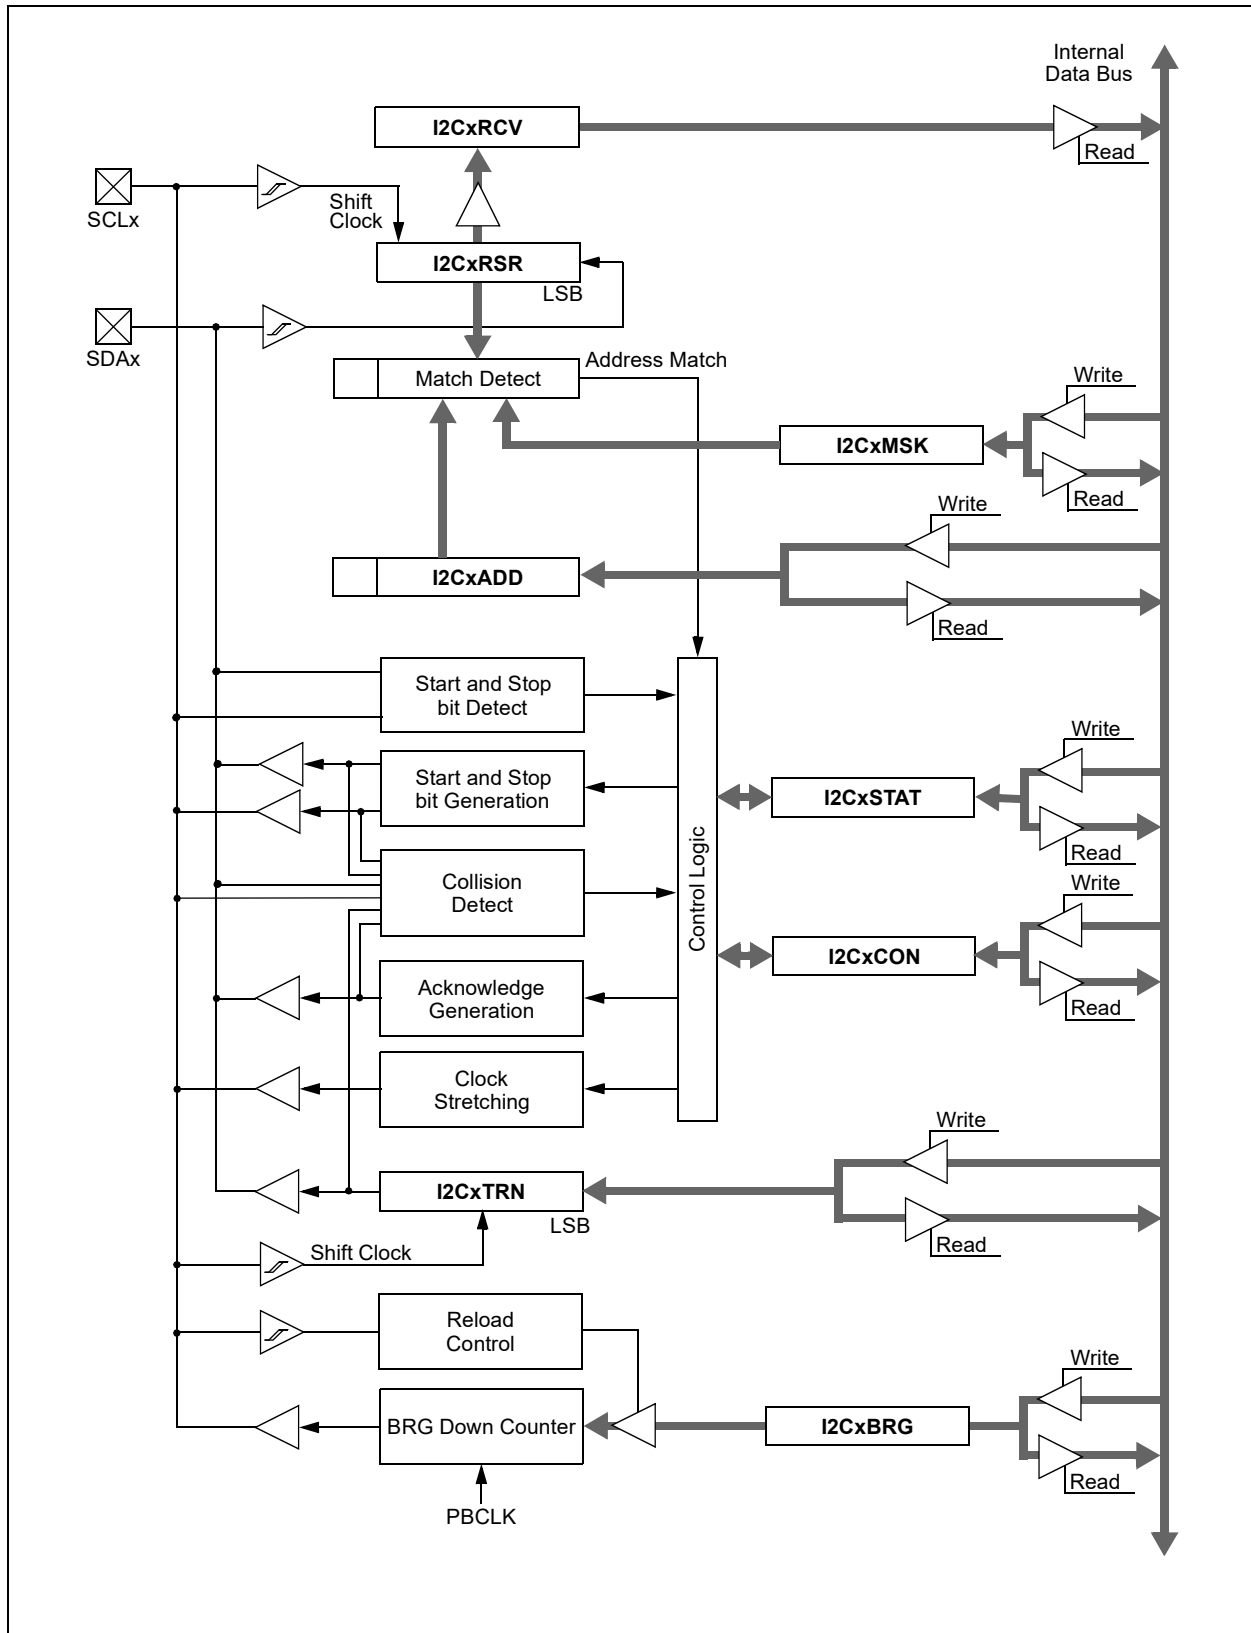 Internal
Data Bus
I2CxRCV
Read
Shift
Clock
SCLx
I2CxRSR
LSB
SDAx
Address Match
Match Detect
Write
I2CxMSK
Read
Write
I2CxADD
Read
Start and Stop
bit Detect
Write
Start and Stop
bit Generation
I2CxSTAT
Read
Control Logic
Collision
Detect
Write
I2CxCON
Read
Acknowledge
Generation
Clock
Stretching
Write
I2CxTRN
LSB
Read
Shift Clock
Reload
Control
Write
BRG Down Counter
I2CxBRG
Read
PBCLK